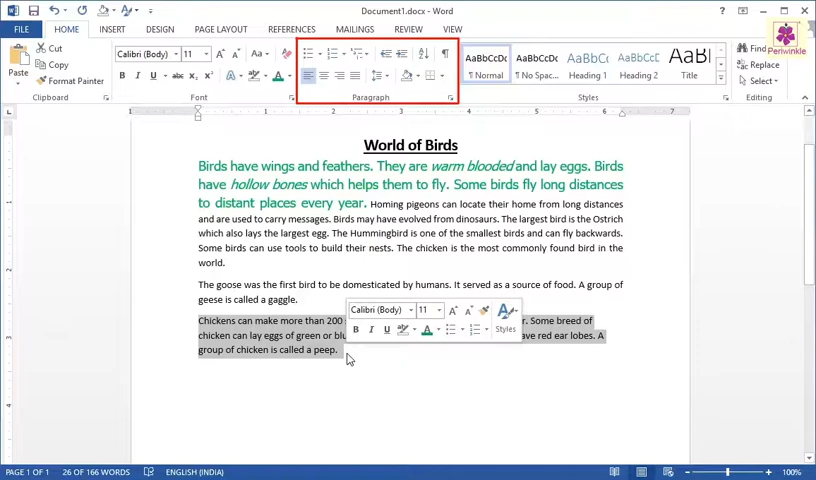 Document1.docx - Word
FILE HOME INSERT DESIGN PAGE LAYOUT REFERENCES MAILINGS REVIEW VIEW
Periwinkle
Paste
Cut
Copy
Format Painter
Clipboard
Calibri (Body) 11
Font
Paragraph
AaBbCcDc AaBbCcDc AaBbCc AaBbCcD AaBl
¶ Normal ¶ No Spac... Heading 1 Heading 2 Title
Styles
Find
Replace
Select
Editing
World of Birds
Birds have wings and feathers. They are warm blooded and lay eggs. Birds
have hollow bones which helps them to fly. Some birds fly long distances
to distant places every year. Homing pigeons can locate their home from long distances
and are used to carry messages. Birds may have evolved from dinosaurs. The largest bird is the Ostrich
which also lays the largest egg. The Hummingbird is one of the smallest birds and can fly backwards.
Some birds can use tools to build their nests. The chicken is the most commonly found bird in the
world.
The goose was the first bird to be domesticated by humans. It served as a source of food. A group of
geese is called a gaggle.
Chickens can make more than 200 Some breed of
chicken can lay eggs of green or red ear lobes. A
group of chicken is called a peep.
Calibri (Body) 11
Styles
PAGE 1 OF 1 26 OF 166 WORDS ENGLISH (INDIA) 100%